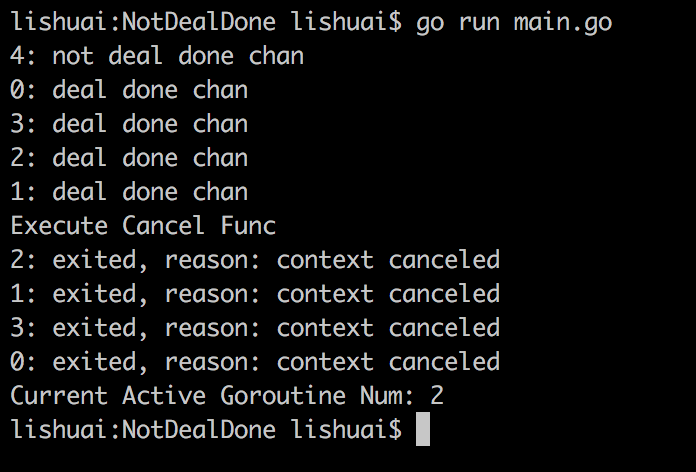 lishuai:NotDealDone lishuai$ go run main.go
4: not deal done chan
0: deal done chan
3: deal done chan
2: deal done chan
1: deal done chan
Execute Cancel Func
2: exited, reason: context canceled
1: exited, reason: context canceled
3: exited, reason: context canceled
0: exited, reason: context canceled
Current Active Goroutine Num: 2
lishuai:NotDealDone lishuai$